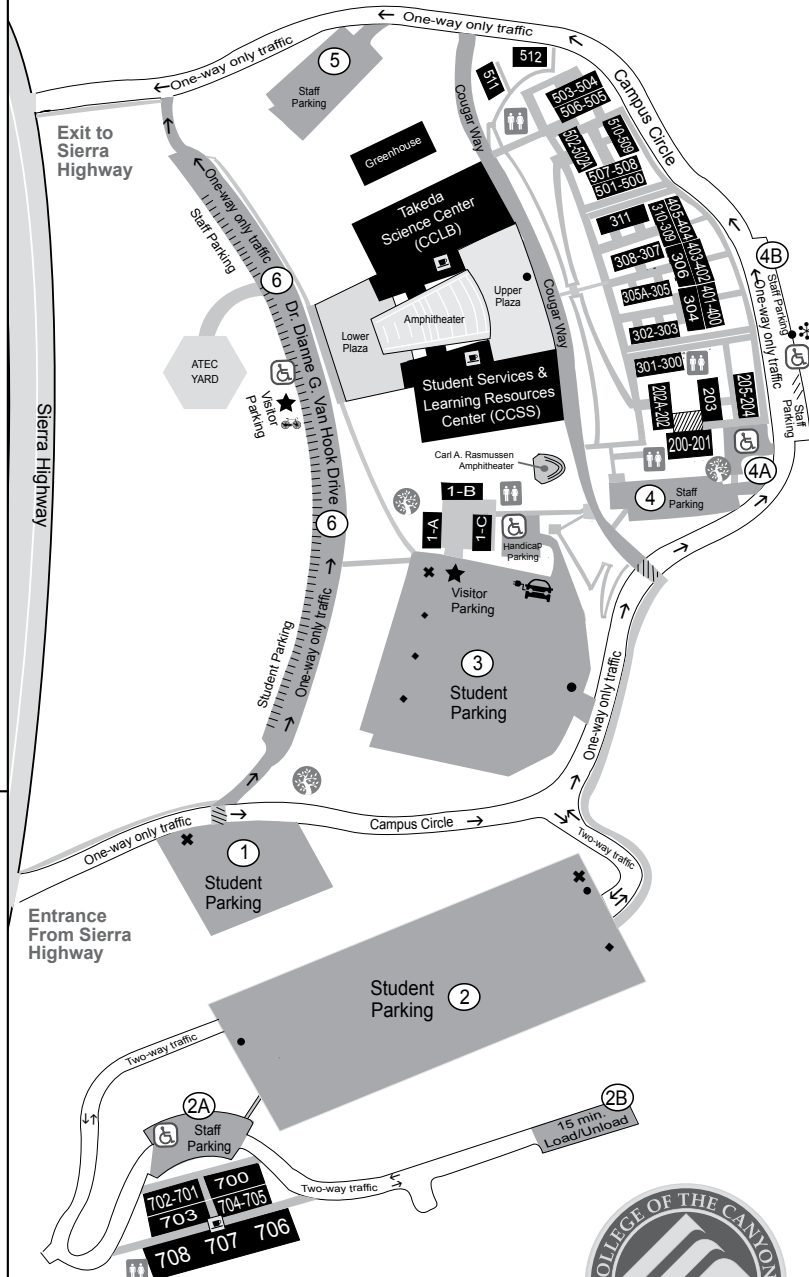 One-way only traffic
One-way only traffic
5
Staff
Parking
512
511
503-504
506-505
Campus Circle
Exit to
Sierra
Highway
Cougar Way
502-502A
510-509
507-508
501-500
Greenhouse
One-way only traffic
Staff Parking
Takeda
Science Center
(CCLB)
311
310-309
405-404
308-307
306
403-402
305A-305
304
401-400
302-303
301-300
4B
Staff Parking
One-way only traffic
Staff
Parking
6
Dr. Dianne G. Van Hook Drive
Upper
Plaza
Amphitheater
Lower
Plaza
Cougar Way
ATEC
YARD
Visitor
Parking
Student Services &
Learning Resources
Center (CCSS)
202A-202
203
205-204
200-201
Sierra Highway
Carl A. Rasmussen
Amphitheater
4A
4
Staff
Parking
1-B
1-A
1-C
Handicap
Parking
6
Visitor
Parking
3
Student
Parking
Student Parking
One-way only traffic
One-way only traffic
One-way only traffic
Campus Circle
Two-way traffic
1
Student
Parking
Entrance
From Sierra
Highway
Student
Parking
2
Two-way traffic
2A
Staff
Parking
2B
15 min.
Load/Unload
Two-way traffic
702-701
700
703
704-705
708
707
706
OLLEGE OF THE CANYON